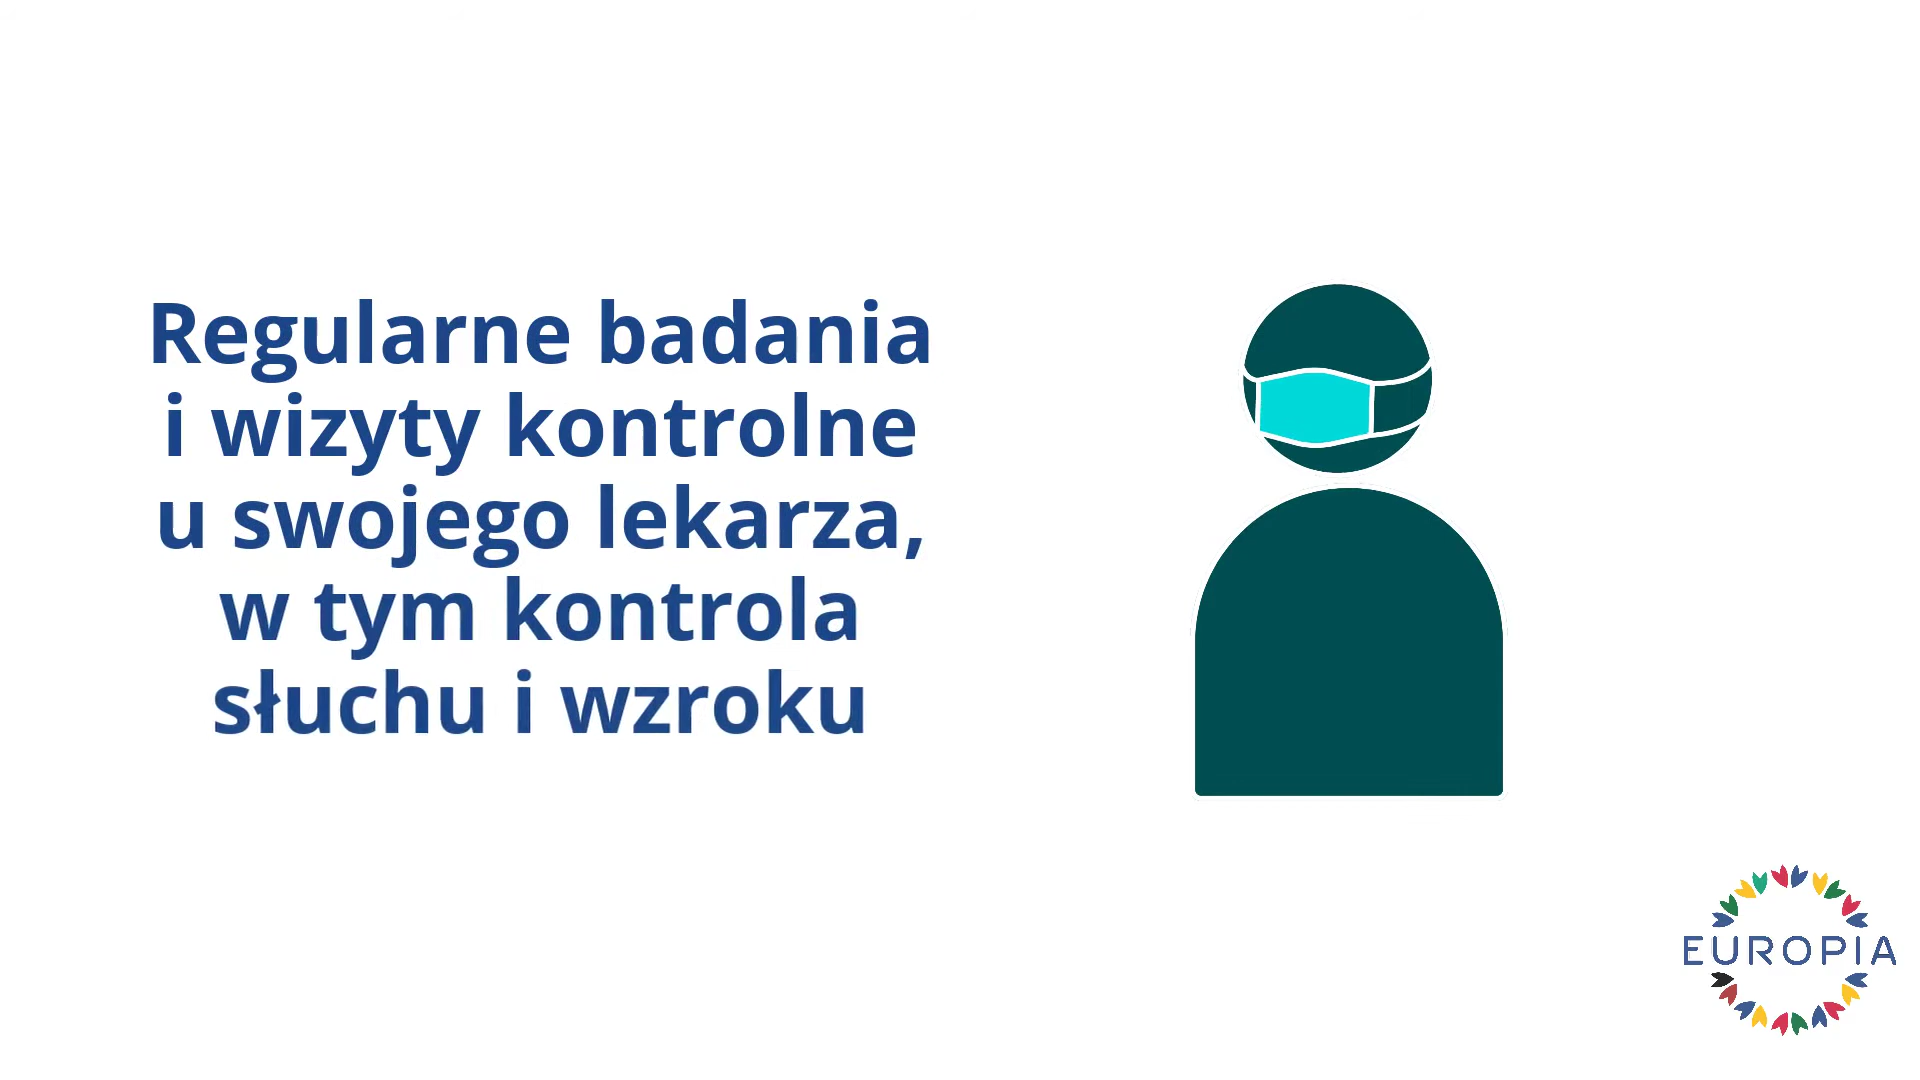 Regularne badania
i wizyty kontrolne
u swojego lekarza,
w tym kontrola
słuchu i wzroku
EUROPIA